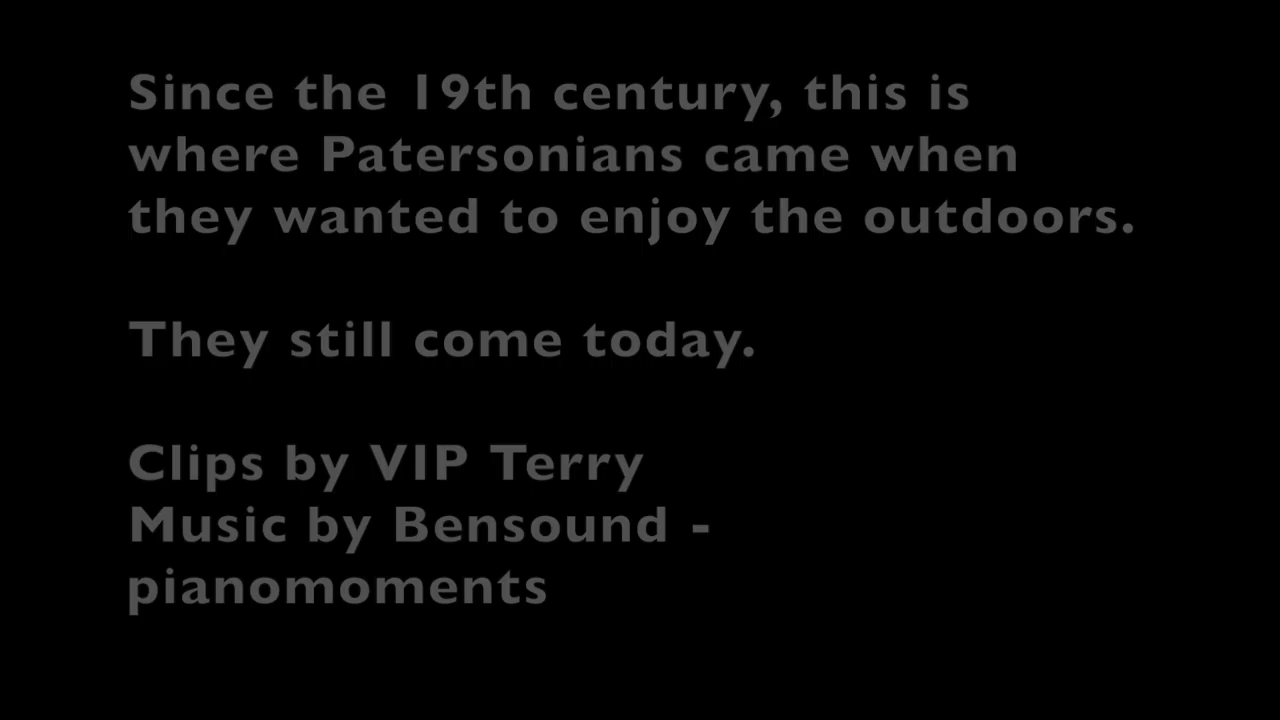 Since the 19th century, this is
where Patersonians came when
they wanted to enjoy the outdoors.
They still come today.
Clips by VIP Terry
Music by Bensound -
pianomoments